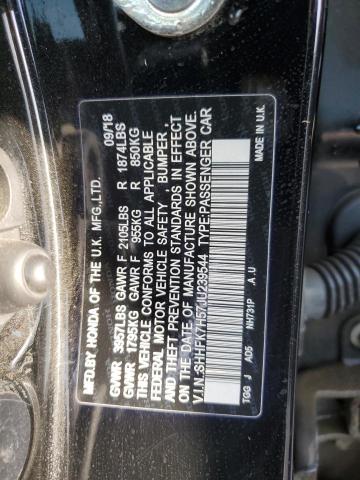 MFD.BY HONDA OF THE U.K. MFG.,LTD. 09/18
GVWR 3957LBS GAWR F 2105LBS R 1874LBS
GVWR 1795KG GAWR F 955KG R 850KG
THIS VEHICLE CONFORMS TO ALL APPLICABLE
FEDERAL MOTOR VEHICLE SAFETY , BUMPER ,
AND THEFT PREVENTION STANDARDS IN EFFECT
ON THE DATE OF MANUFACTURE SHOWN ABOVE.
V.I.N.:SHHFK7H57JU239544 TYPE:PASSENGER CAR
TGG J A05 NH731P A.U MADE IN U.K.